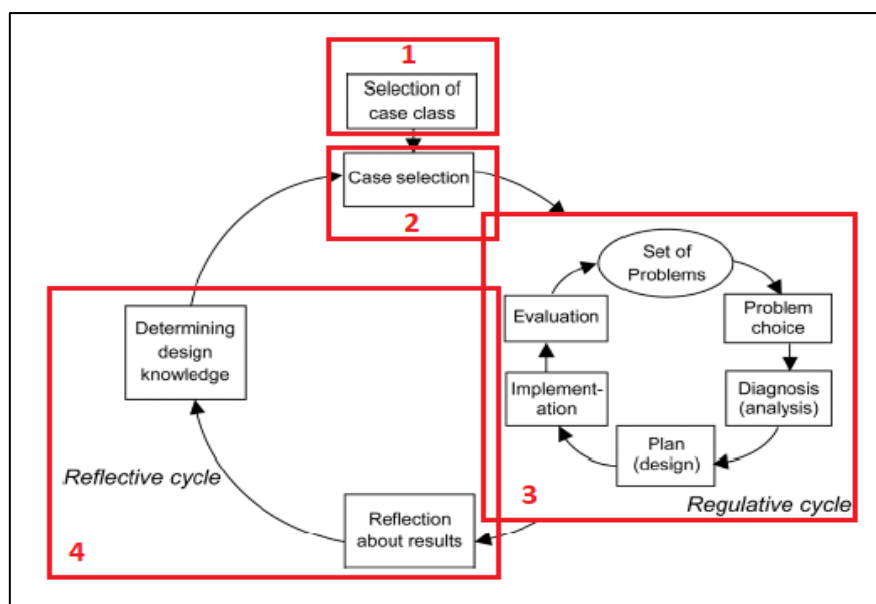 1
Selection of
case class
Case selection
2
Set of
Problems
Evaluation
Problem
choice
Determining
design
knowledge
Implement-
ation
Diagnosis
(analysis)
Plan
(design)
Reflective cycle
3
Regulative cycle
Reflection
about results
4